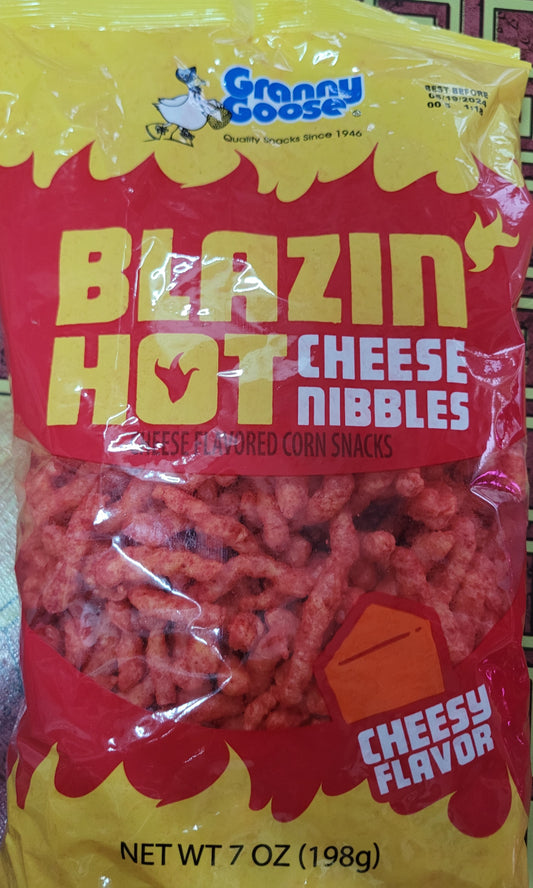 Granny
Goose
Quality Snacks Since 1946
BEST BEFORE
BLAZIN'
HOT
CHEESE
NIBBLES
CHEESE FLAVORED CORN SNACKS
CHEESY
FLAVOR
NET WT 7 OZ (198g)